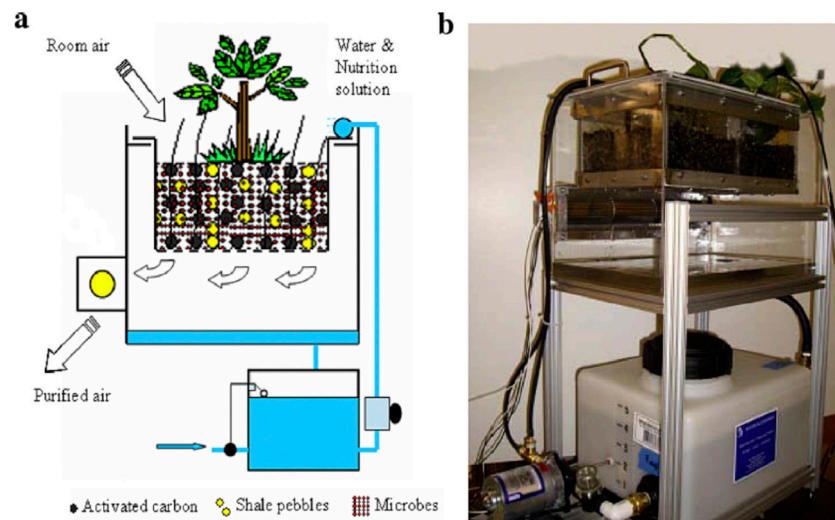 a
b
Room air
Water &
Nutrition
solution
Purified air
Activated carbon
Shale pebbles
Microbes